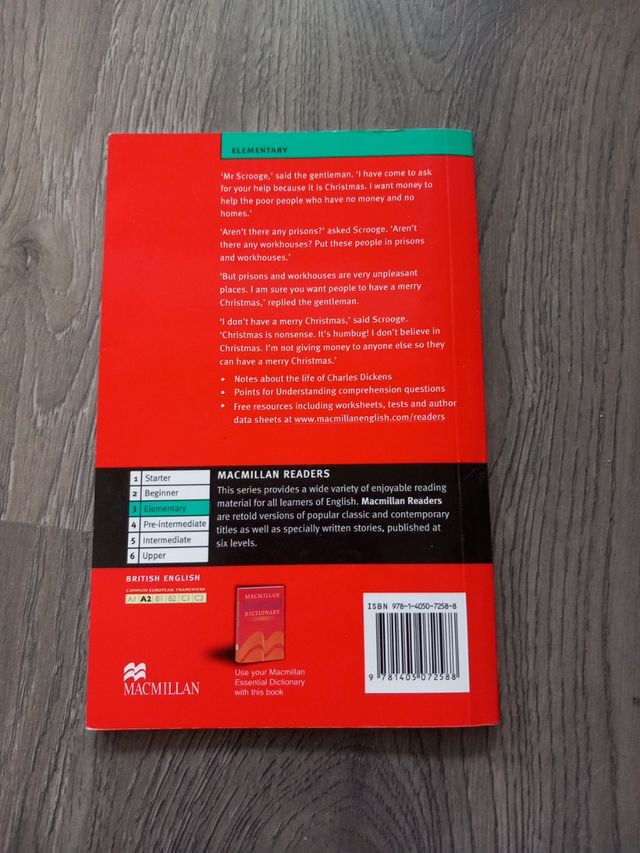 ELEMENTARY
‘Mr Scrooge,’ said the gentleman. ‘I have come to ask
for your help because it is Christmas. I want money to
help the poor people who have no money and no
homes.’
‘Aren’t there any prisons?’ asked Scrooge. ‘Aren’t
there any workhouses? Put these people in prisons
and workhouses.’
‘But prisons and workhouses are very unpleasant
places. I am sure you want people to have a merry
Christmas,’ replied the gentleman.
‘I don’t have a merry Christmas,’ said Scrooge.
‘Christmas is nonsense. It’s humbug! I don’t believe in
Christmas. I’m not giving money to anyone else so they
can have a merry Christmas.’
• Notes about the life of Charles Dickens
• Points for Understanding comprehension questions
• Free resources including worksheets, tests and author
data sheets at www.macmillanenglish.com/readers
1 Starter
2 Beginner
3 Elementary
4 Pre-intermediate
5 Intermediate
6 Upper
MACMILLAN READERS
This series provides a wide variety of enjoyable reading
material for all learners of English. Macmillan Readers
are retold versions of popular classic and contemporary
titles as well as specially written stories, published at
six levels.
BRITISH ENGLISH
COMMON EUROPEAN FRAMEWORK
A1 A2 B1 B2 C1 C2
MACMILLAN
DICTIONARY
Use your Macmillan
Essential Dictionary
with this book
MACMILLAN
ISBN 978-1-4050-7258-8
9 781405 072588